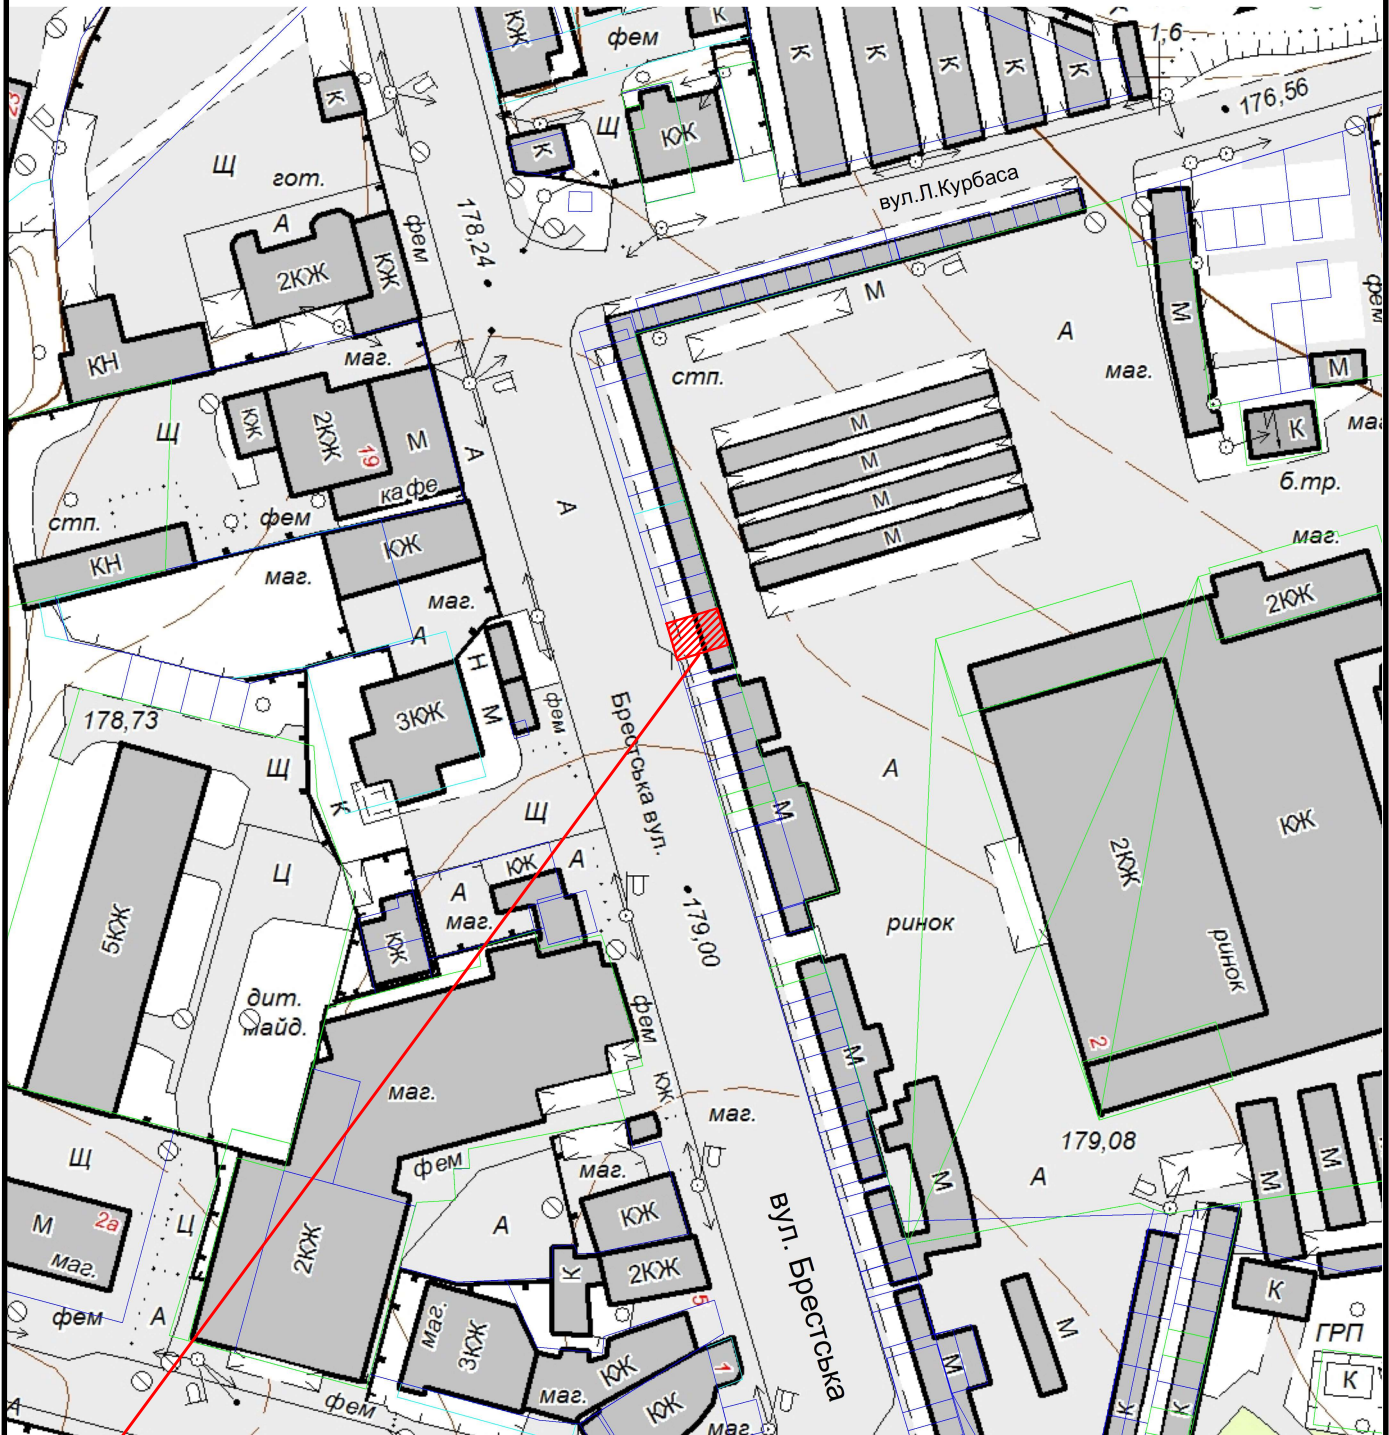 КЖ
фем
К
К
К
К
К
К
1,6
23
К
Щ
КЖ
К
176,56
Щ
гот.
вул.Л.Курбаса
А
фем
178,24
2КЖ
КЖ
М
М
фем
А
КН
маг.
стп.
маг.
М
КЖ
2КЖ
19
М
А
М
К
Щ
кафе
М
б.тр.
стп.
фем
А
М
маг.
КН
КЖ
М
маг.
маг.
2КЖ
А
Н
178,73
3КЖ
М
фем
Брестська вул.
Щ
А
К
М
Щ
КЖ
2КЖ
Ц
КЖ
А
А
маг.
179,00
ринок
5КЖ
КЖ
ринок
дит.
майд.
фем
М
2
маг.
КЖ
маг.
179,08
Щ
фем
маг.
М
А
М
М
М
2а
Ц
А
КЖ
вул. Брестська
маг.
2КЖ
К
2КЖ
К
фем
А
5
маг.
3КЖ
М
ГРП
КЖ
1
М
К
маг.
фем
КЖ
К
К
А
маг.